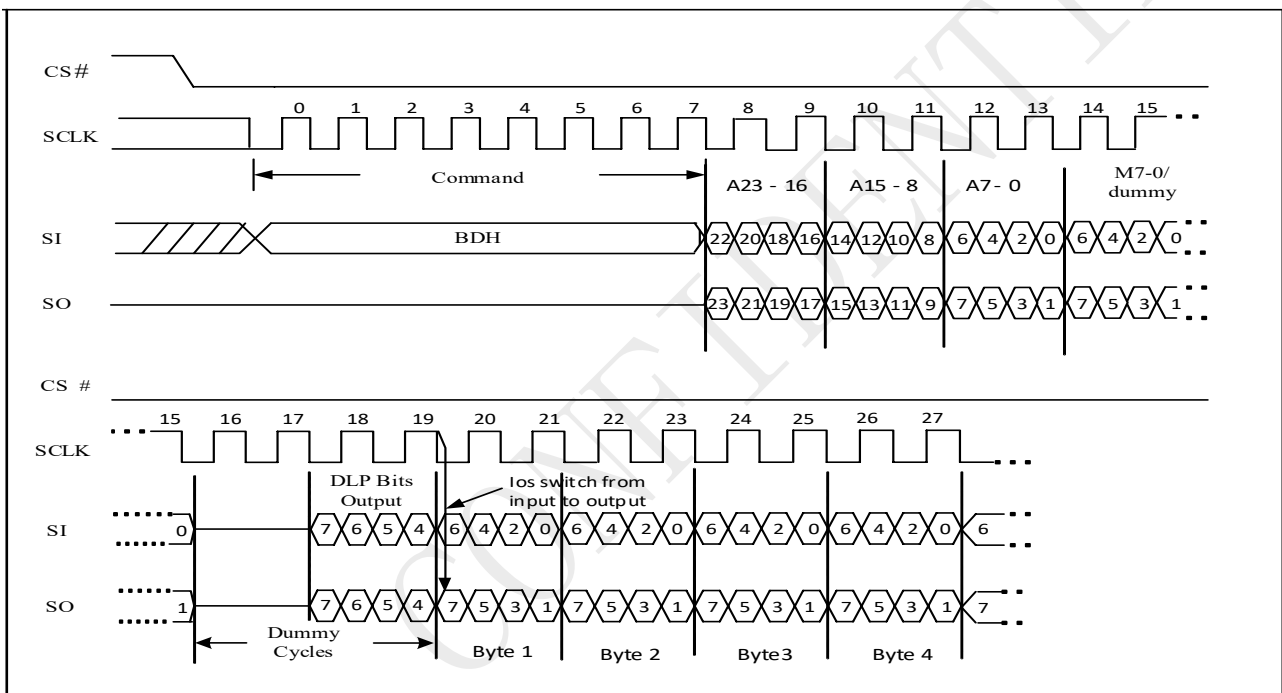 CS#
0 1 2 3 4 5 6 7 8 9 10 11 12 13 14 15
SCLK
Command
A23 - 16 A15 - 8 A7 - 0 M7-0/
dummy
SI BDH 22 20 18 16 14 12 10 8 6 4 2 0 6 4 2 0
SO 23 21 19 17 15 13 11 9 7 5 3 1 7 5 3 1
CS #
15 16 17 18 19 20 21 22 23 24 25 26 27
SCLK
DLP Bits
Output
Ios switch from
input to output
SI 0 7 6 5 4 6 4 2 0 6 4 2 0 6 4 2 0 6 4 2 0 6
SO 1 7 6 5 4 7 5 3 1 7 5 3 1 7 5 3 1 7 5 3 1 7
Dummy
Cycles
Byte 1 Byte 2 Byte3 Byte 4
CONFIDENTI